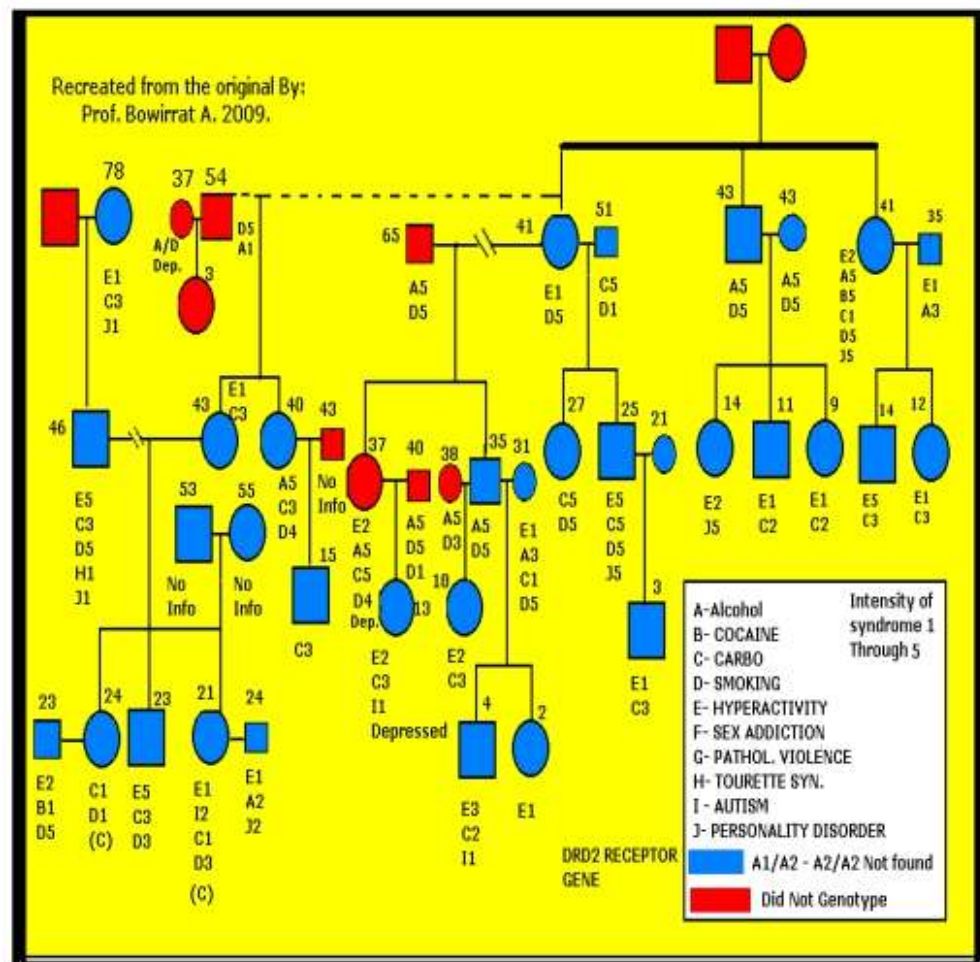 Recreated from the original By:
Prof. Bowirrat A. 2009.
78
37
54
A/D
Dep.
D5
A1
3
E1
C3
J1
65
A5
D5
41
E1
D5
51
C5
D1
43
A5
D5
43
A5
D5
41
E2
A5
B5
C1
D5
J5
35
E1
A3
46
E5
C3
D5
H1
J1
43
E1
C3
40
A5
C3
D4
43
No
Info
37
E2
A5
C5
D4
Dep.
40
A5
D5
D1
38
A5
D3
35
A5
D5
31
E1
A3
C1
D5
27
C5
D5
25
E5
C5
D5
J5
21
14
E2
J5
11
E1
C2
9
E1
C2
14
E5
C3
12
E1
C3
53
No
Info
55
No
Info
15
C3
13
E2
C3
I1
Depressed
18
E2
C3
3
E1
C3
23
E2
B1
D5
24
C1
D1
(C)
23
E5
C3
D3
21
E1
I2
C1
D3
(C)
24
E1
A2
J2
4
E3
C2
I1
2
E1
DRD2 RECEPTOR
GENE
A-Alcohol
B- COCAINE
C- CARBO
D- SMOKING
E- HYPERACTIVITY
F- SEX ADDICTION
G- PATHOL. VIOLENCE
H- TOURETTE SYN.
I - AUTISM
J- PERSONALITY DISORDER
Intensity of
syndrome 1
Through 5
A1/A2 - A2/A2 Not found
Did Not Genotype